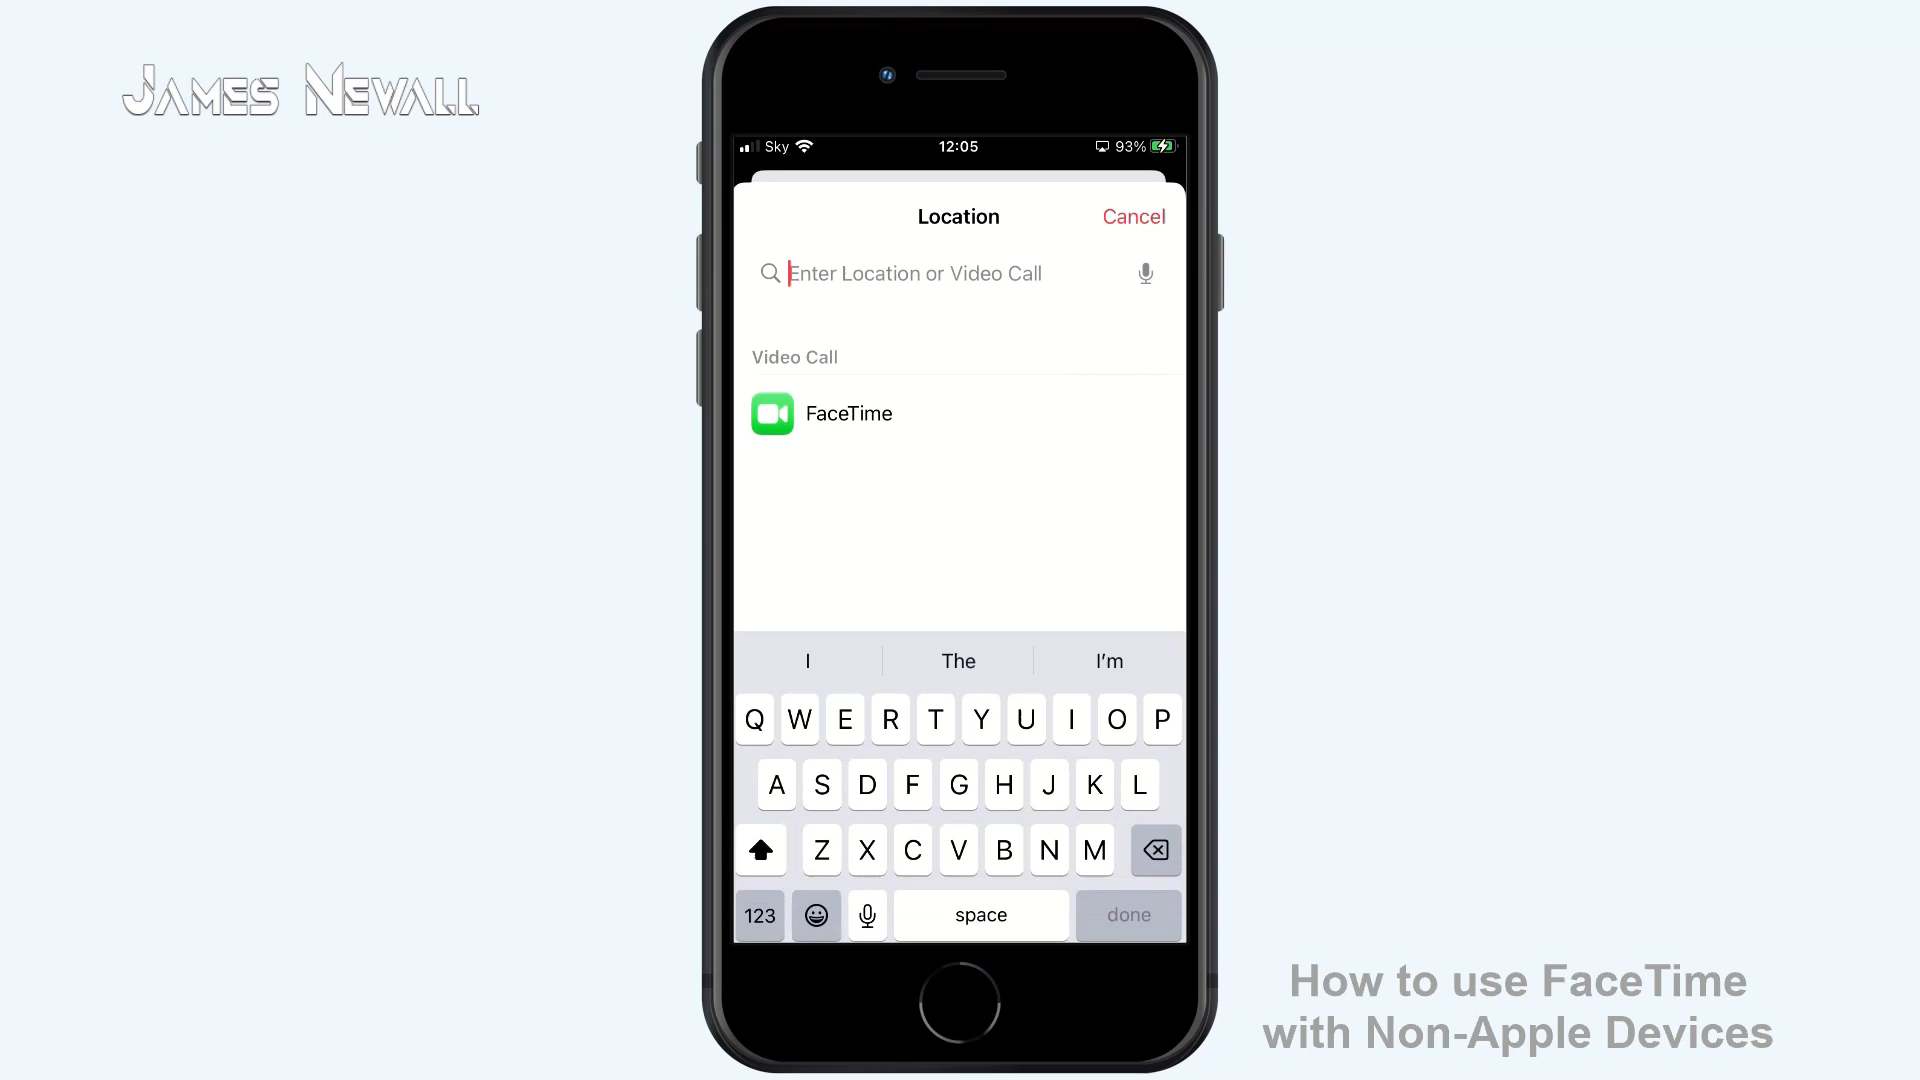 JAMES NEWALL
Sky 12:05 93%
Location Cancel
Enter Location or Video Call
Video Call
FaceTime
I The I'm
Q W E R T Y U I O P
A S D F G H J K L
Z X C V B N M
123 space done
How to use FaceTime
with Non-Apple Devices